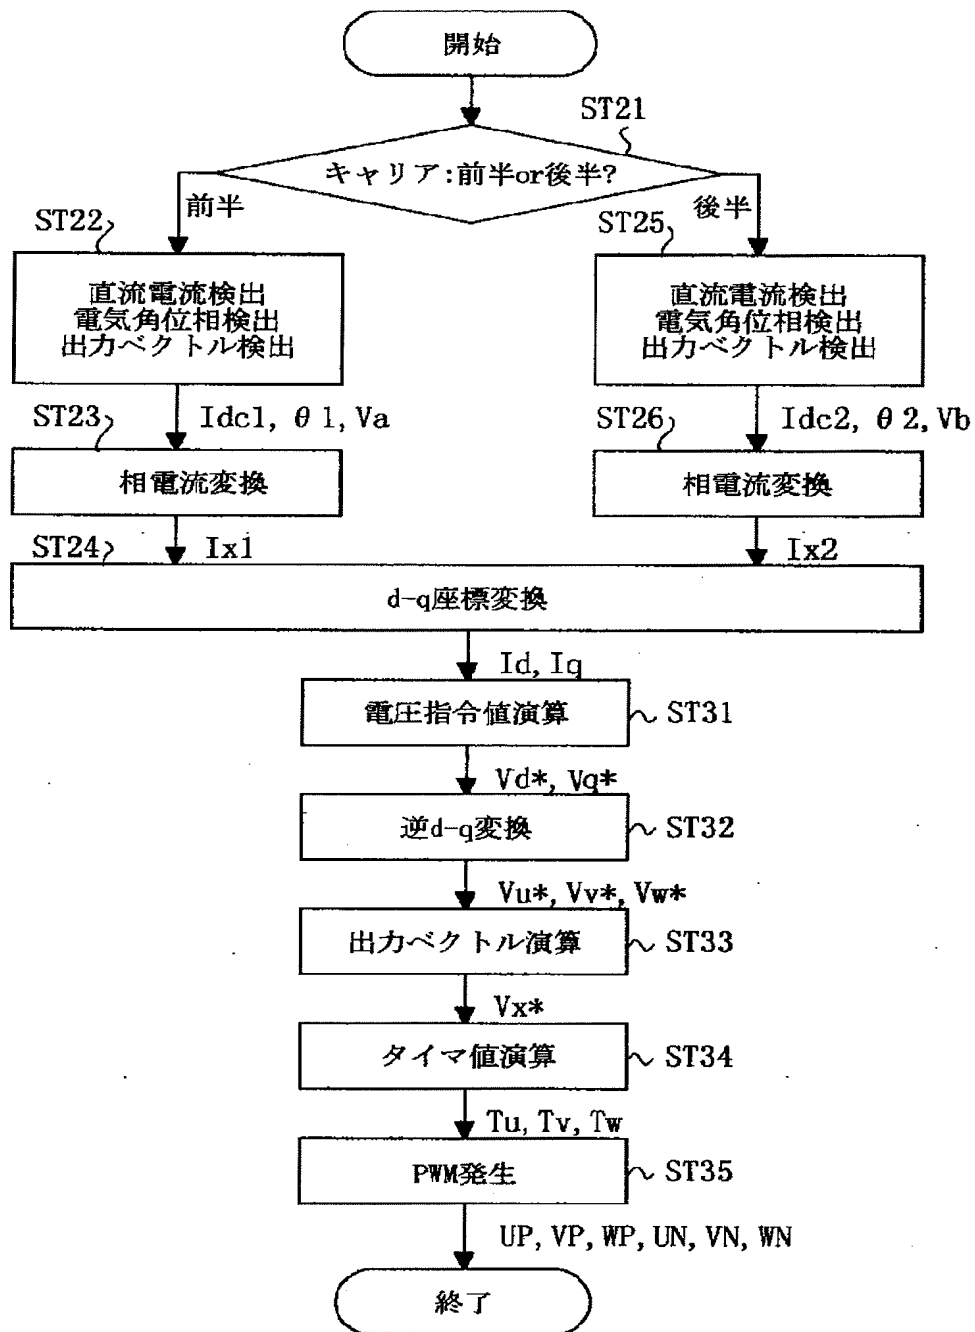 開始
ST21
キャリア:前半or後半?
前半
後半
ST22
直流電流検出
電気角位相検出
出力ベクトル検出
ST25
直流電流検出
電気角位相検出
出力ベクトル検出
Idc1, θ1, Va
Idc2, θ2, Vb
ST23
相電流変換
ST26
相電流変換
Ix1
Ix2
ST24
d-q座標変換
Id, Iq
電圧指令値演算
ST31
Vd*, Vq*
逆d-q変換
ST32
Vu*, Vv*, Vw*
出力ベクトル演算
ST33
Vx*
タイマ値演算
ST34
Tu, Tv, Tw
PWM発生
ST35
UP, VP, WP, UN, VN, WN
終了